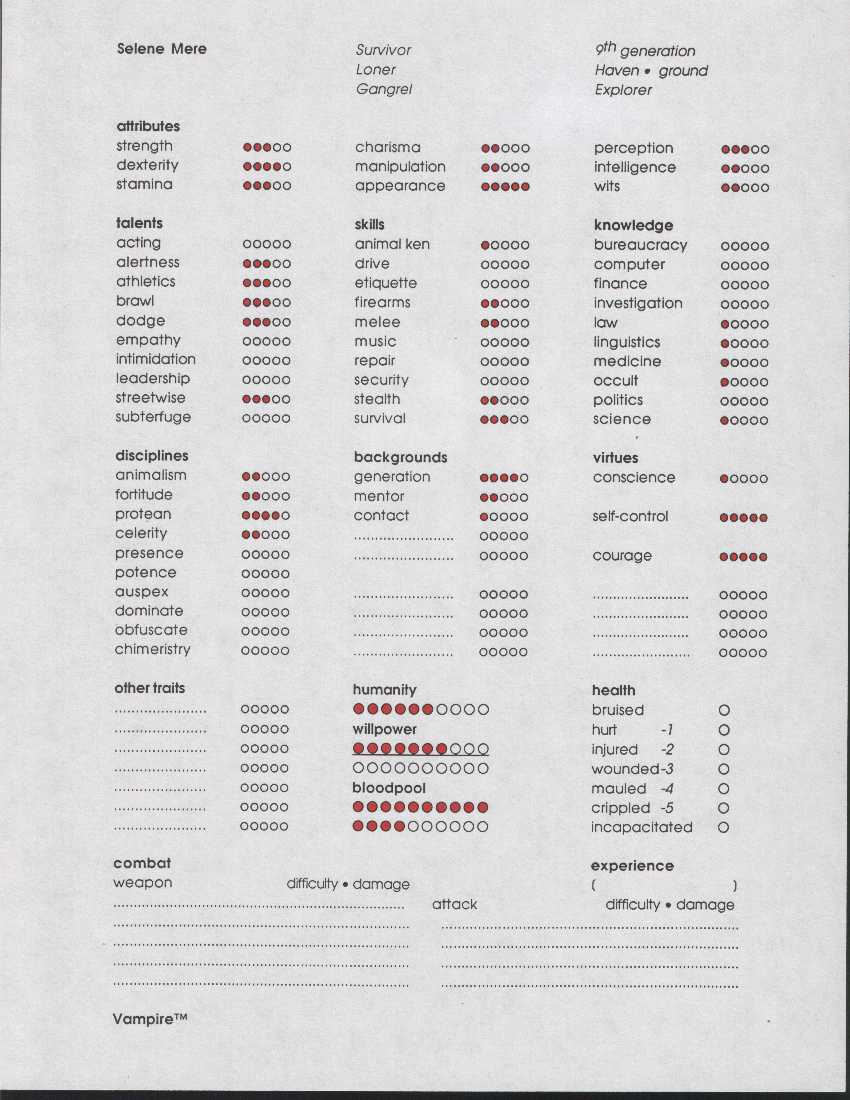 Selene Mere
Survivor
Loner
Gangrel
9th generation
Haven • ground
Explorer
attributes
strength ●●●○○
dexterity ●●●●○
stamina ●●●○○
charisma ●●○○○
manipulation ●●○○○
appearance ●●●●●
perception ●●●○○
intelligence ●●○○○
wits ●●○○○
talents
acting ○○○○○
alertness ●●●○○
athletics ●●●○○
brawl ●●●○○
dodge ●●●○○
empathy ○○○○○
intimidation ○○○○○
leadership ○○○○○
streetwise ●●●○○
subterfuge ○○○○○
skills
animal ken ●○○○○
drive ○○○○○
etiquette ○○○○○
firearms ●●○○○
melee ●●○○○
music ○○○○○
repair ○○○○○
security ○○○○○
stealth ●●○○○
survival ●●●○○
knowledge
bureaucracy ○○○○○
computer ○○○○○
finance ○○○○○
investigation ○○○○○
law ●○○○○
linguistics ●○○○○
medicine ●○○○○
occult ●○○○○
politics ○○○○○
science ●○○○○
disciplines
animalism ●●○○○
fortitude ●●○○○
protean ●●●●○
celerity ●●○○○
presence ○○○○○
potence ○○○○○
auspex ○○○○○
dominate ○○○○○
obfuscate ○○○○○
chimeristry ○○○○○
backgrounds
generation ●●●●○
mentor ●●○○○
contact ●○○○○
virtues
conscience ●○○○○
self-control ●●●●●
courage ●●●●●
other traits
humanity
●●●●●●○○○○
willpower
●●●●●●●○○○
○○○○○○○○○○
bloodpool
●●●●●●●●●●
●●●●○○○○○○
health
bruised ○
hurt -1 ○
injured -2 ○
wounded-3 ○
mauled -4 ○
crippled -5 ○
incapacitated ○
combat
weapon difficulty • damage
experience
( )
attack difficulty • damage
Vampire™